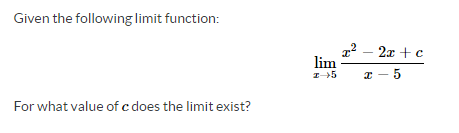 Given the following limit function:
lim x→5 (x² – 2x + c)/(x – 5)
For what value of c does the limit exist?